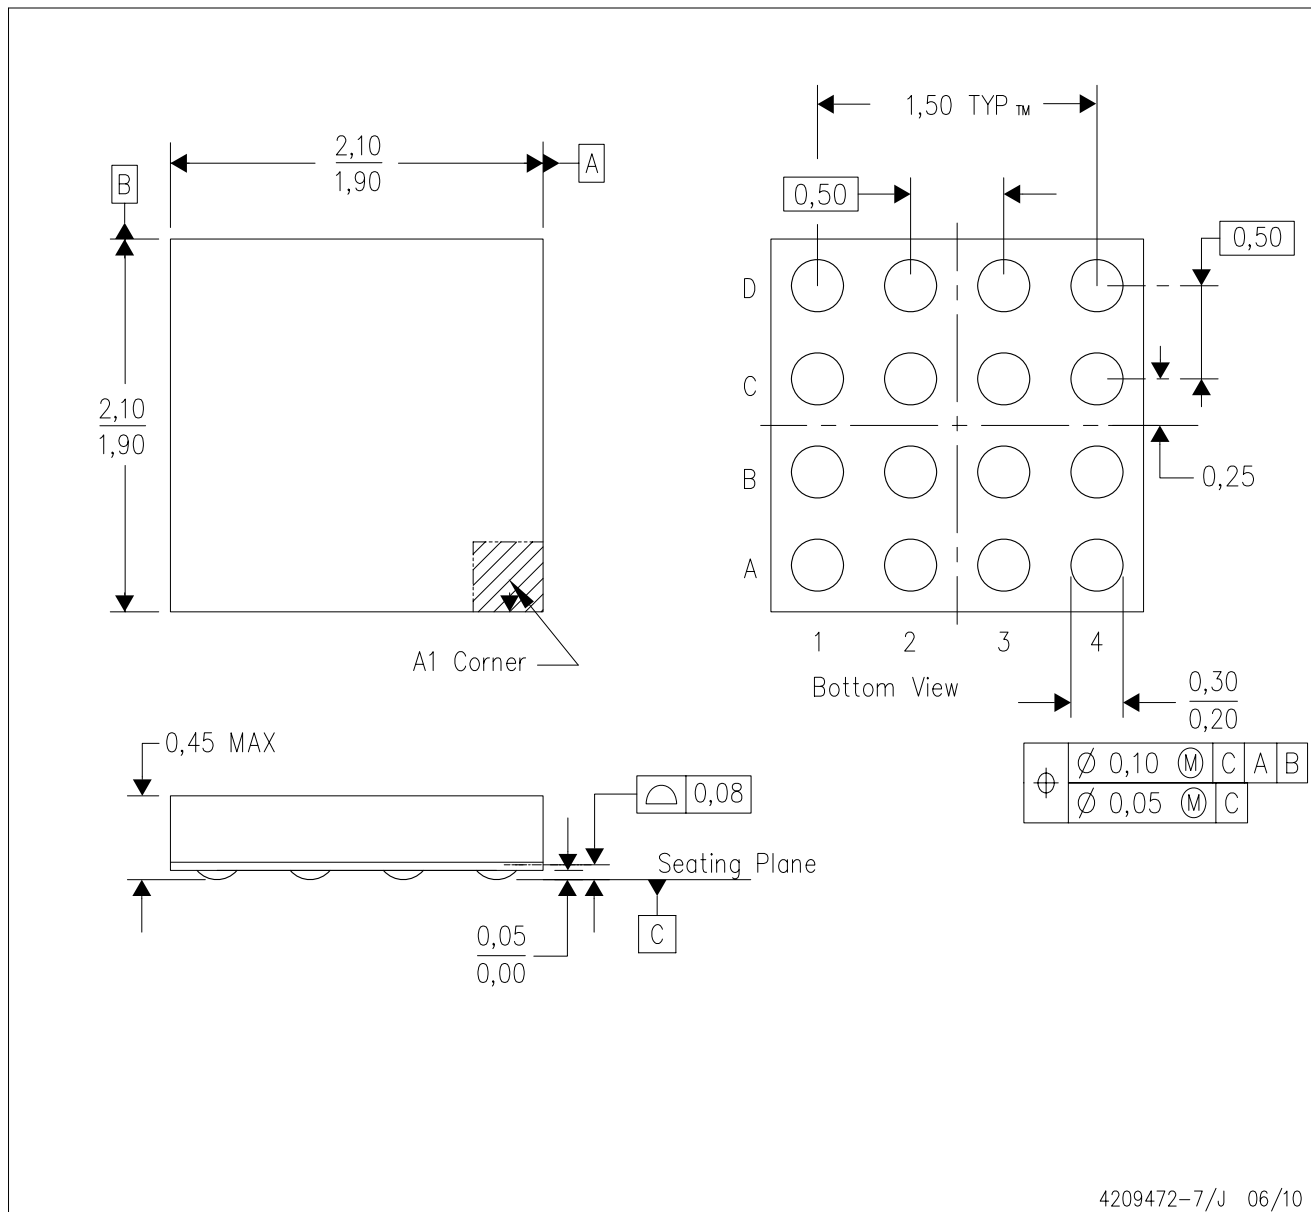 1,50 TYP TM
2,10
1,90
A
B
0,50
0,50
D
C
2,10
1,90
B
0,25
A
1 2 3 4
A1 Corner
Bottom View
0,30
0,20
0,45 MAX
Ø 0,10 Ⓜ C A B
Ø 0,05 Ⓜ C
0,08
Seating Plane
C
0,05
0,00
4209472-7/J 06/10